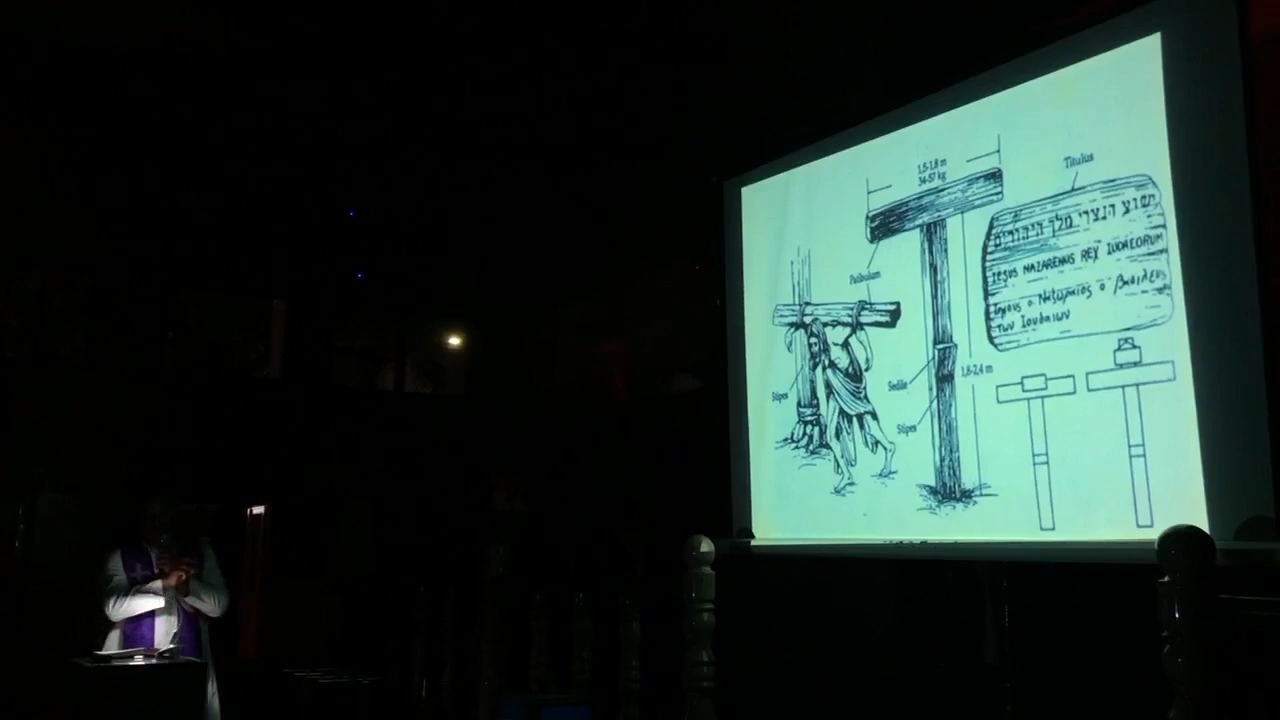 1,5-1,8 m
34-57 kg
Titulus
ישוע הנצרי מלך היהודים
IESUS NAZARENUS REX IUDAEORUM
Ιησους ο Ναζωραιος ο βασιλευς
των Ιουδαιων
Patibulum
Stipes
Sedile
Stipes
1,8-2,4 m